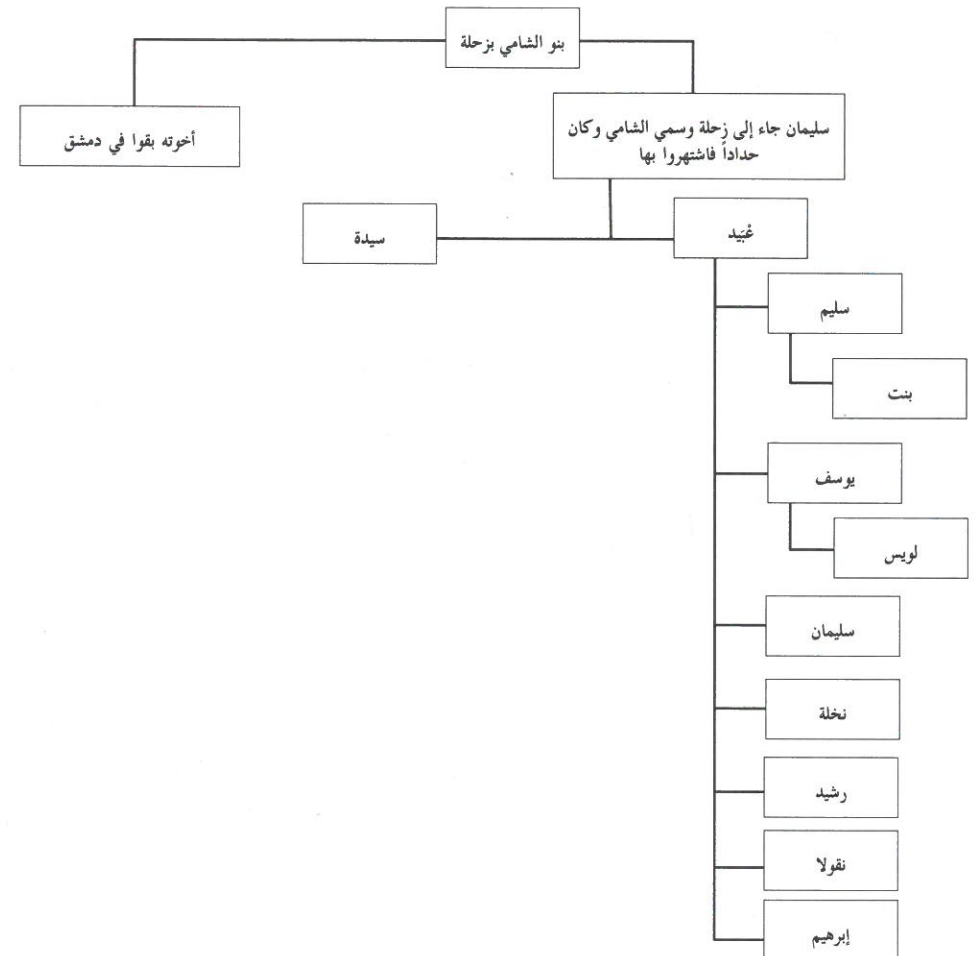 بنو الشامي بزحلة
سليمان جاء إلى زحلة وسمي الشامي وكان
حداداً فاشتهروا بها
أخوته بقوا في دمشق
عُبَيد
سيدة
سليم
بنت
يوسف
لويس
سليمان
نخلة
رشيد
نقولا
إبرهيم